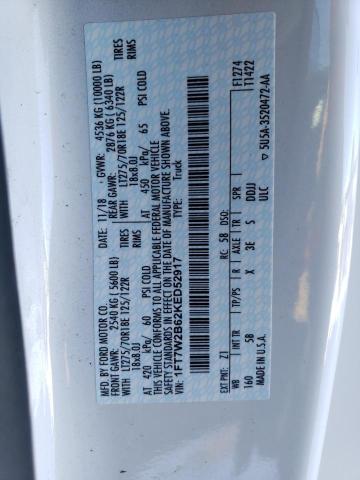 MFD. BY FORD MOTOR CO.
DATE: 11/18
GVWR: 4536 KG (10000 LB)
FRONT GAWR: 2540 KG (5600 LB)
REAR GAWR: 2876 KG (6340 LB)
WITH LT275/70R18E 125/122R TIRES
WITH LT275/70R18E 125/122R TIRES
18x8.0J RIMS
18x8.0J RIMS
AT 420 kPa/ 60 PSI COLD
AT 450 kPa/ 65 PSI COLD
THIS VEHICLE CONFORMS TO ALL APPLICABLE FEDERAL MOTOR VEHICLE
SAFETY STANDARDS IN EFFECT ON THE DATE OF MANUFACTURE SHOWN ABOVE.
VIN: 1FT7W2B62KED52917
TYPE: Truck
F1274
T1422
EXT PNT: Z1 RC: 58 DSO:
WB INT TR TP/PS R AXLE TR SPR
160 58 X 3E S DDJJ
ULC
5U5A-3520472-AA